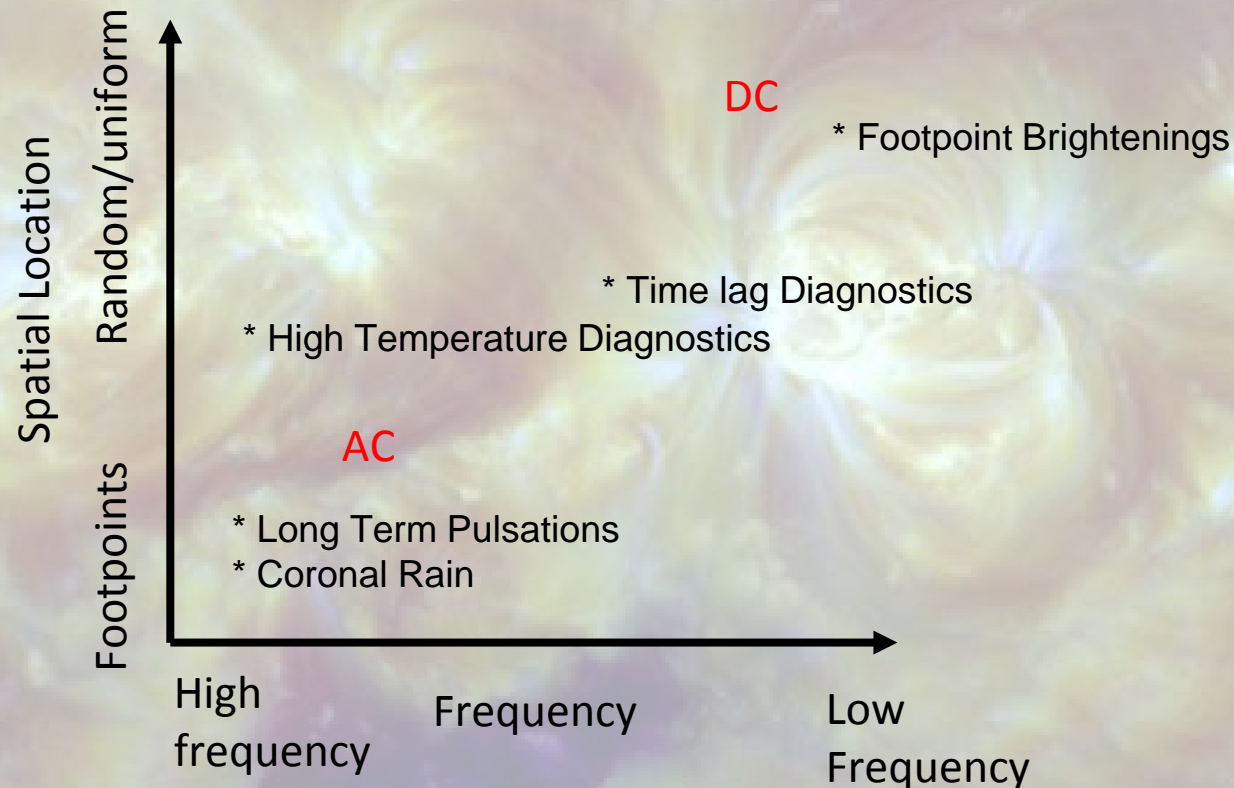 Spatial Location
Random/uniform
Footpoints
DC
* Footpoint Brightenings
* Time lag Diagnostics
* High Temperature Diagnostics
AC
* Long Term Pulsations
* Coronal Rain
High
frequency
Frequency
Low
Frequency